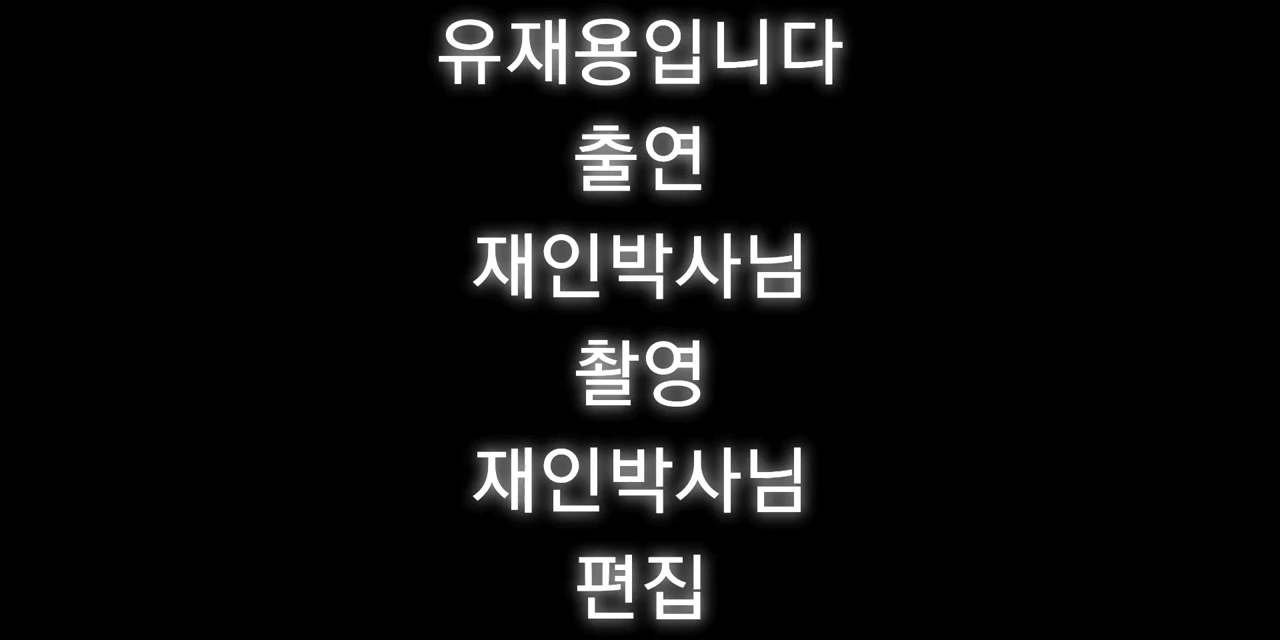 유재용입니다
출연
재인박사님
촬영
재인박사님
편집